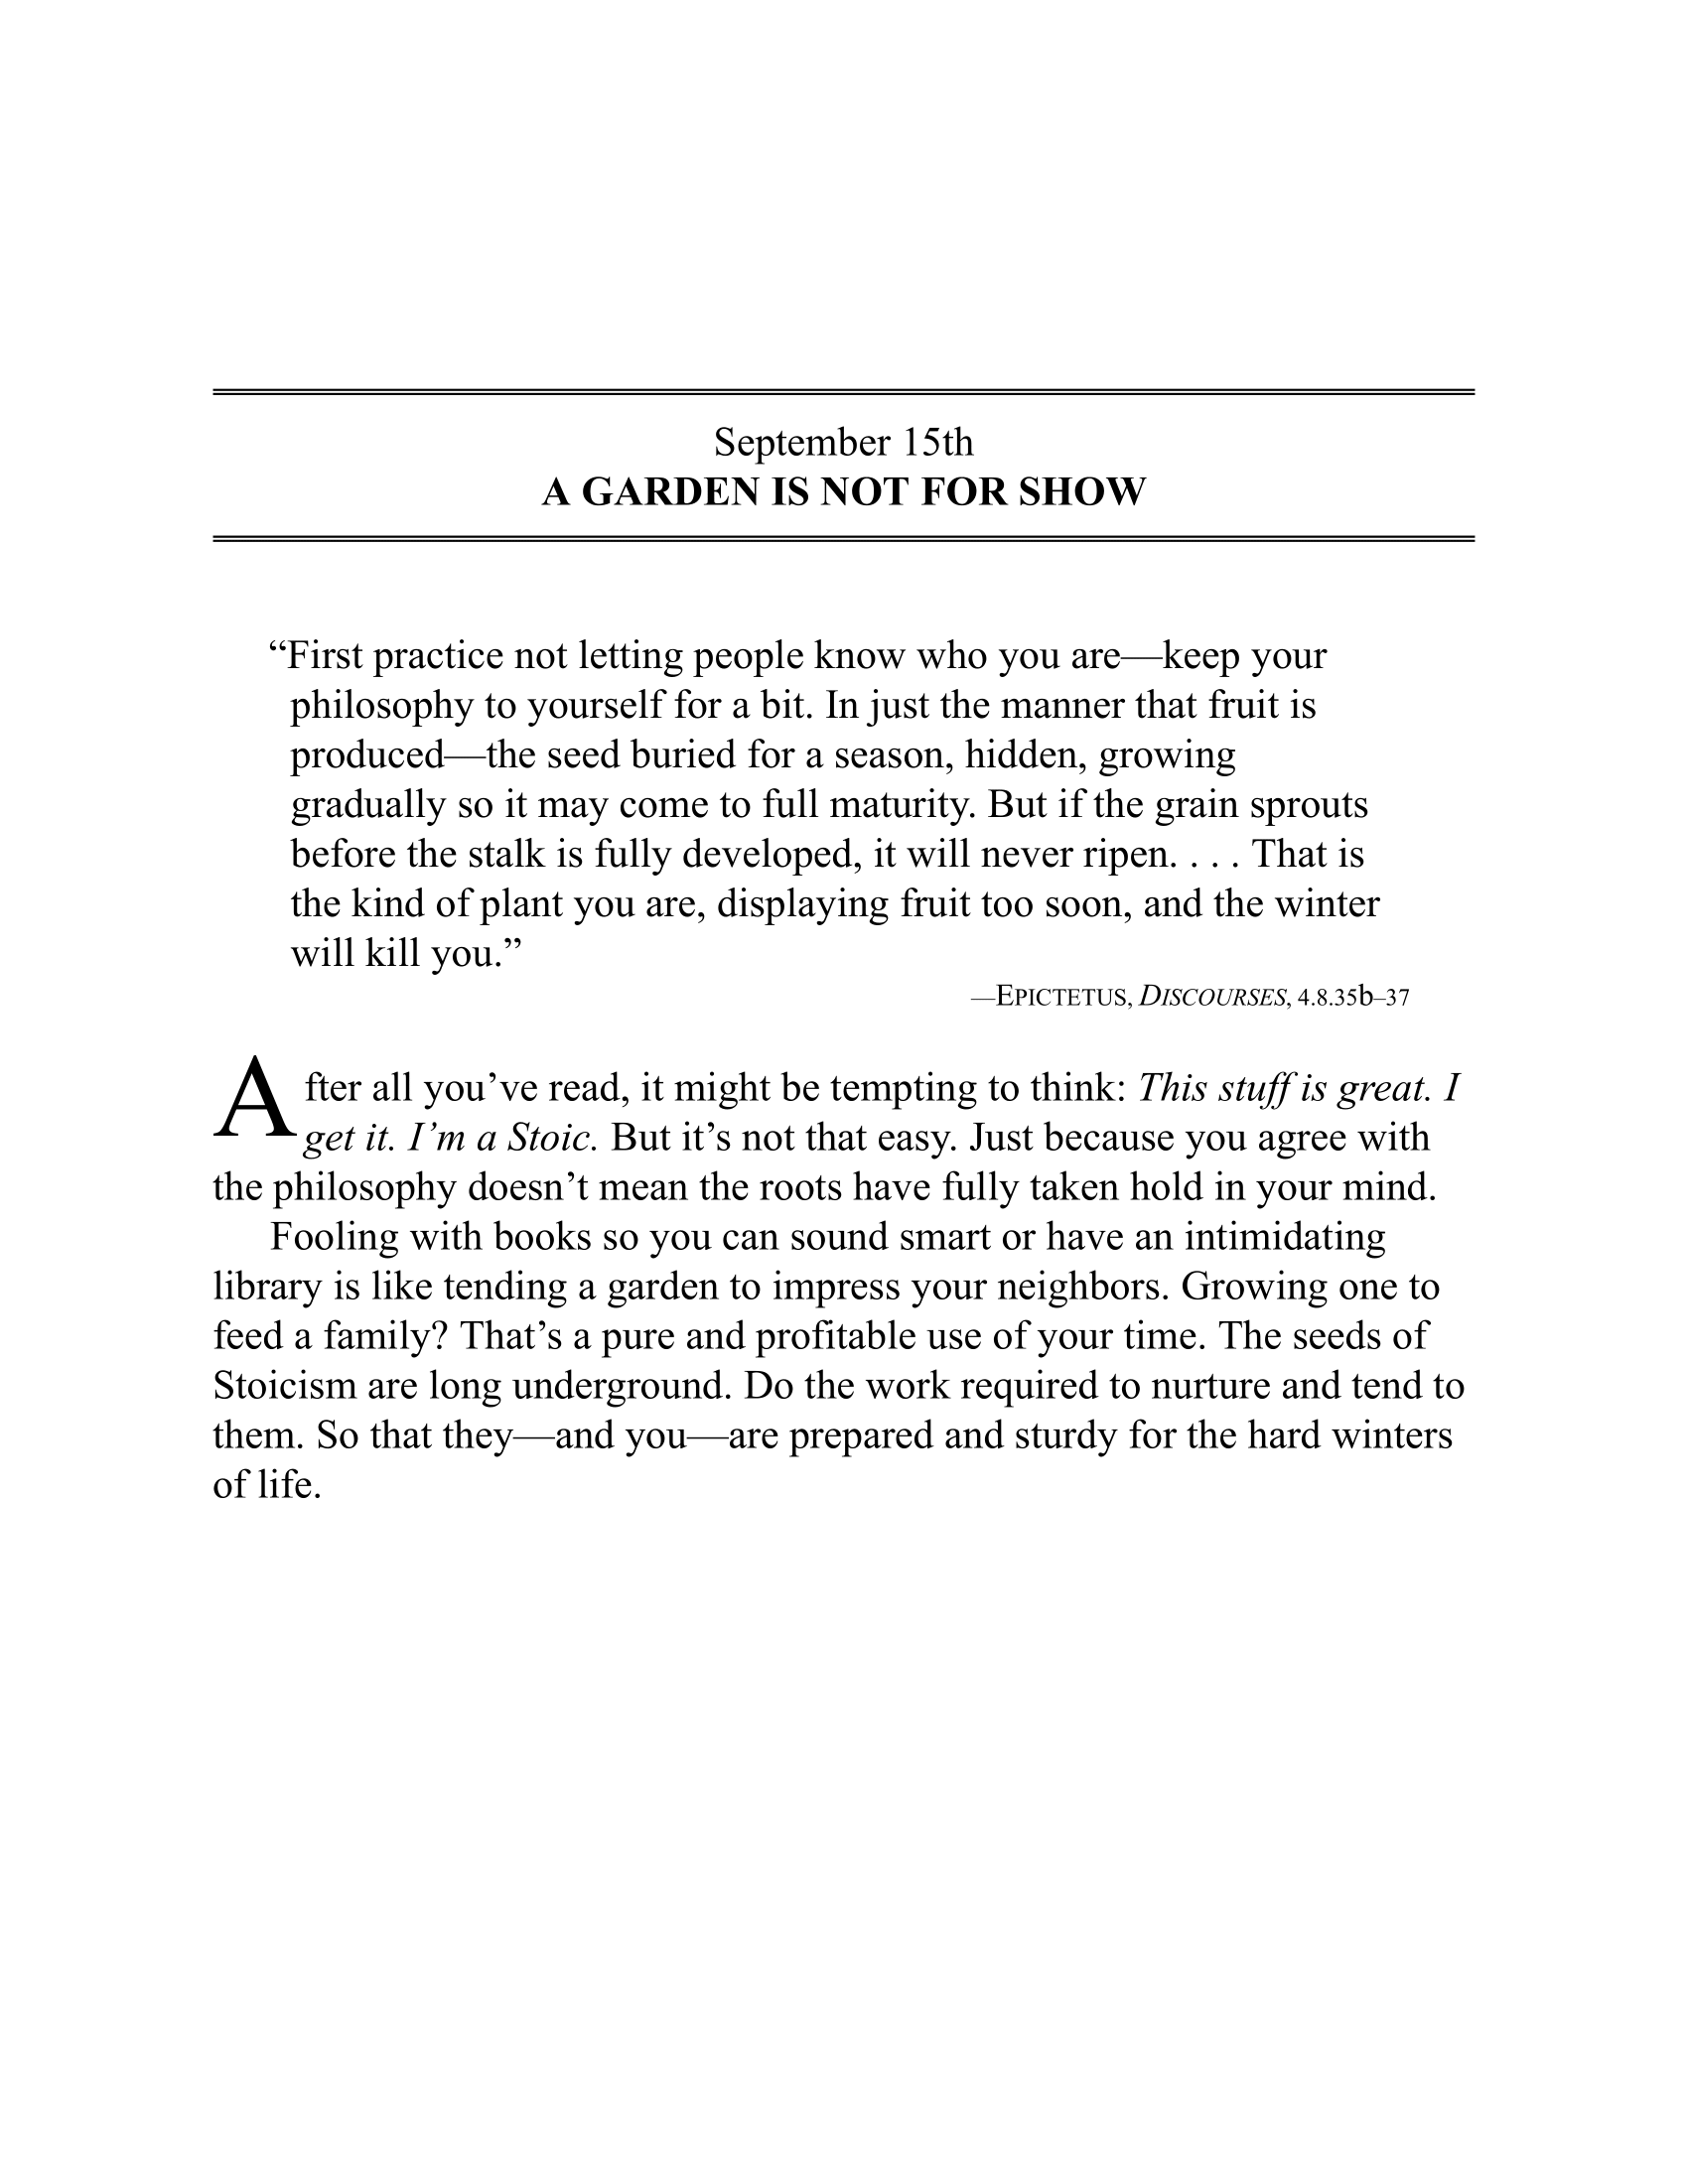 September 15th
A GARDEN IS NOT FOR SHOW
“First practice not letting people know who you are—keep your
philosophy to yourself for a bit. In just the manner that fruit is
produced—the seed buried for a season, hidden, growing
gradually so it may come to full maturity. But if the grain sprouts
before the stalk is fully developed, it will never ripen. . . . That is
the kind of plant you are, displaying fruit too soon, and the winter
will kill you.”
—EPICTETUS, DISCOURSES, 4.8.35b–37
After all you’ve read, it might be tempting to think: This stuff is great. I
get it. I’m a Stoic. But it’s not that easy. Just because you agree with
the philosophy doesn’t mean the roots have fully taken hold in your mind.
Fooling with books so you can sound smart or have an intimidating
library is like tending a garden to impress your neighbors. Growing one to
feed a family? That’s a pure and profitable use of your time. The seeds of
Stoicism are long underground. Do the work required to nurture and tend to
them. So that they—and you—are prepared and sturdy for the hard winters
of life.